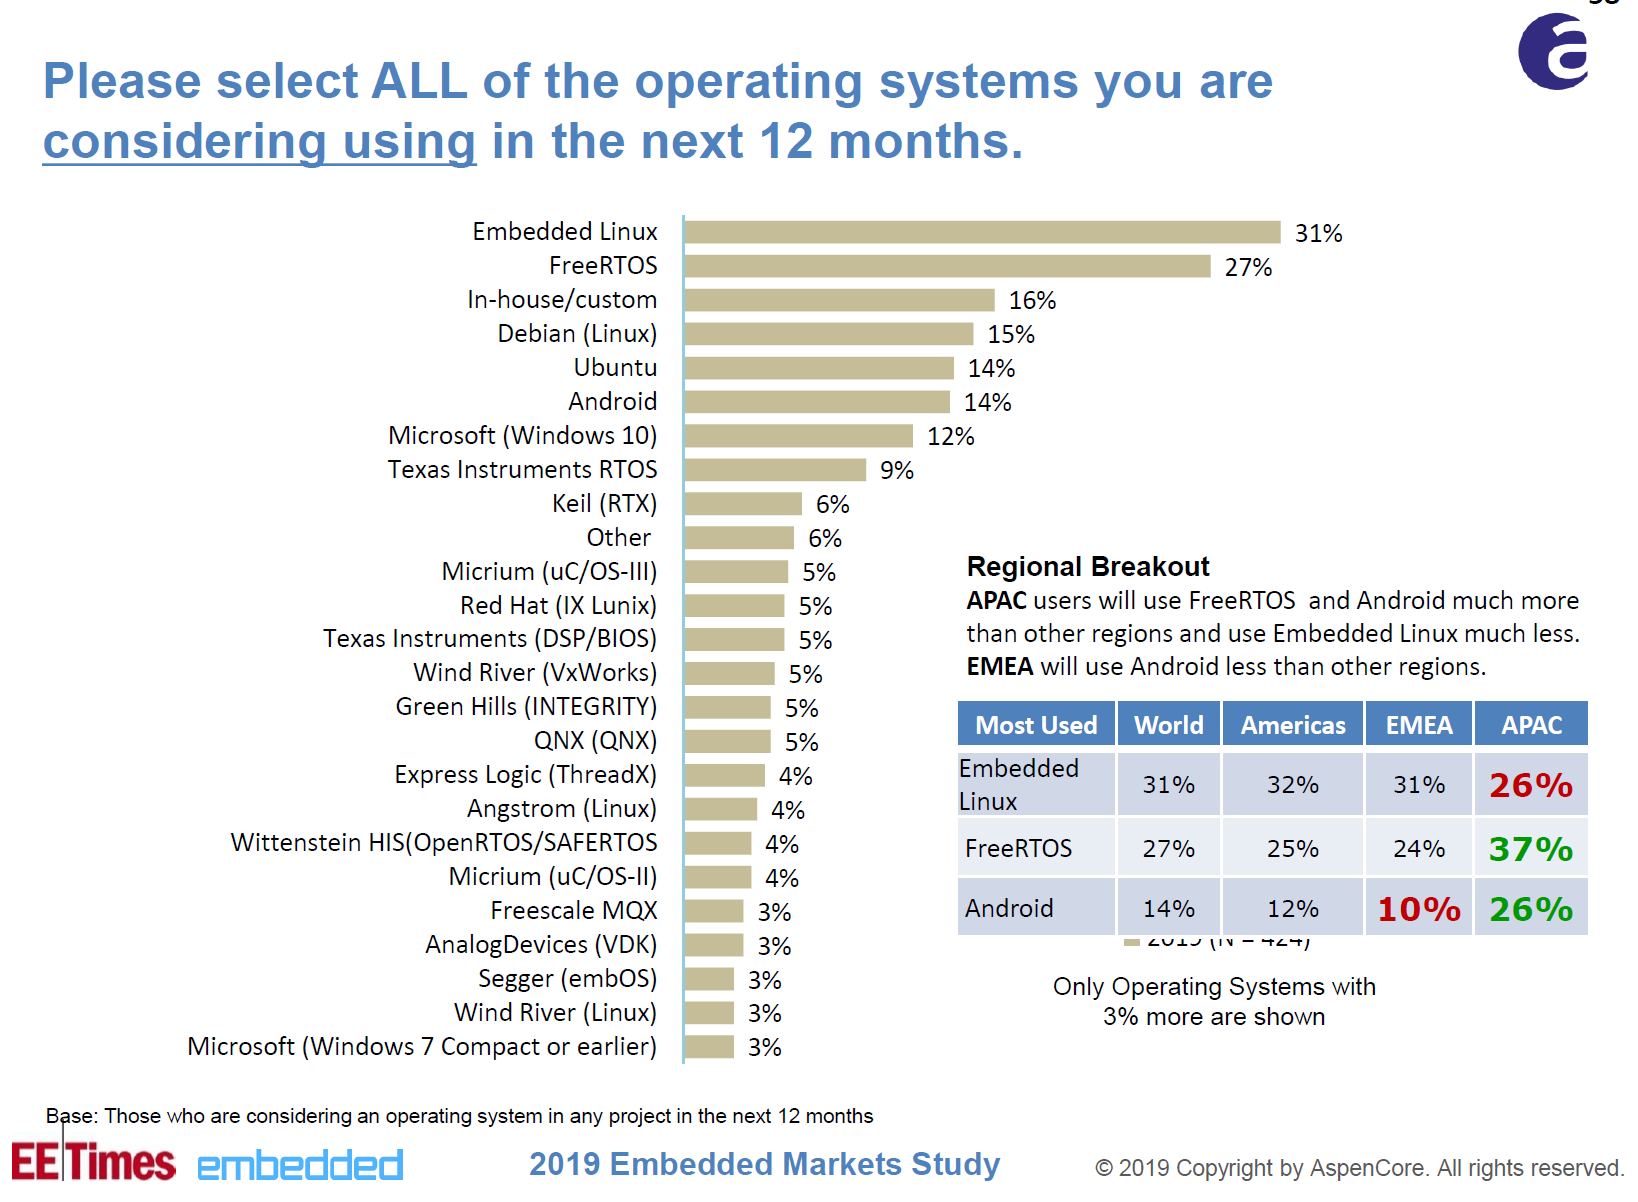 Please select ALL of the operating systems you are
considering using in the next 12 months.
Embedded Linux 31%
FreeRTOS 27%
In-house/custom 16%
Debian (Linux) 15%
Ubuntu 14%
Android 14%
Microsoft (Windows 10) 12%
Texas Instruments RTOS 9%
Keil (RTX) 6%
Other 6%
Micrium (uC/OS-III) 5%
Red Hat (IX Lunix) 5%
Texas Instruments (DSP/BIOS) 5%
Wind River (VxWorks) 5%
Green Hills (INTEGRITY) 5%
QNX (QNX) 5%
Express Logic (ThreadX) 4%
Angstrom (Linux) 4%
Wittenstein HIS(OpenRTOS/SAFERTOS 4%
Micrium (uC/OS-II) 4%
Freescale MQX 3%
AnalogDevices (VDK) 3%
Segger (embOS) 3%
Wind River (Linux) 3%
Microsoft (Windows 7 Compact or earlier) 3%
Regional Breakout
APAC users will use FreeRTOS and Android much more
than other regions and use Embedded Linux much less.
EMEA will use Android less than other regions.
Most Used World Americas EMEA APAC
Embedded Linux 31% 32% 31% 26%
FreeRTOS 27% 25% 24% 37%
Android 14% 12% 10% 26%
2019 (N = 424)
Only Operating Systems with
3% more are shown
Base: Those who are considering an operating system in any project in the next 12 months
EETimes embedded 2019 Embedded Markets Study © 2019 Copyright by AspenCore. All rights reserved.